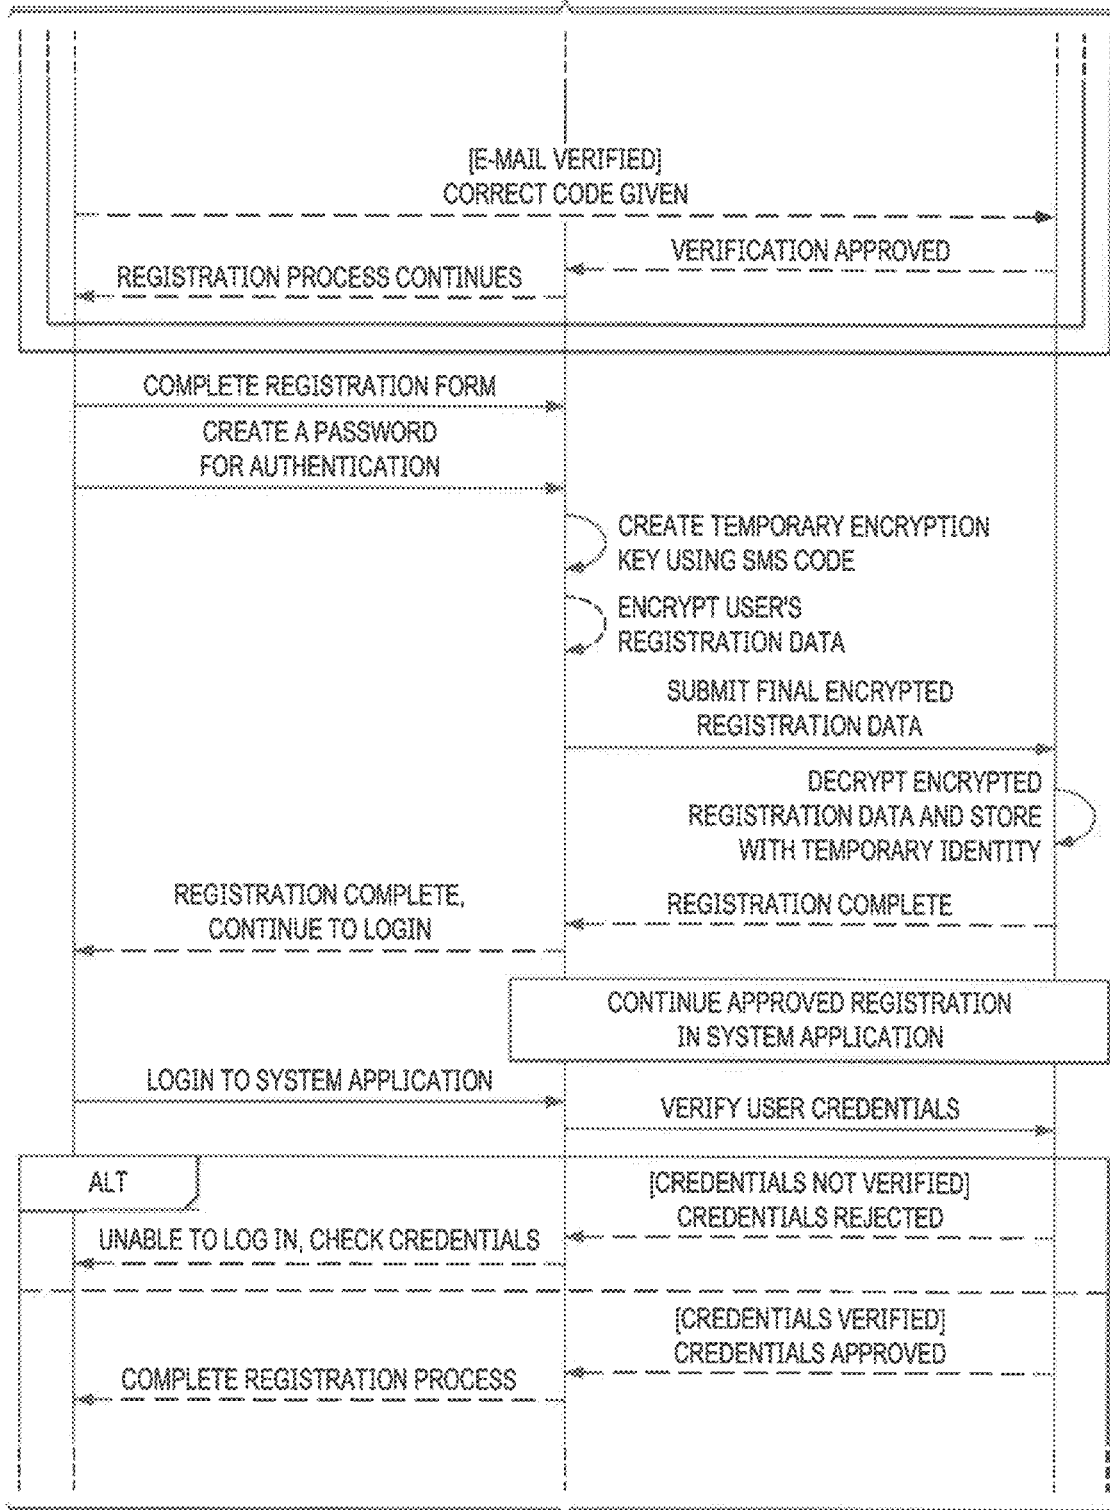 [E-MAIL VERIFIED]
CORRECT CODE GIVEN
VERIFICATION APPROVED
REGISTRATION PROCESS CONTINUES
COMPLETE REGISTRATION FORM
CREATE A PASSWORD
FOR AUTHENTICATION
CREATE TEMPORARY ENCRYPTION
KEY USING SMS CODE
ENCRYPT USER'S
REGISTRATION DATA
SUBMIT FINAL ENCRYPTED
REGISTRATION DATA
DECRYPT ENCRYPTED
REGISTRATION DATA AND STORE
WITH TEMPORARY IDENTITY
REGISTRATION COMPLETE,
CONTINUE TO LOGIN
REGISTRATION COMPLETE
CONTINUE APPROVED REGISTRATION
IN SYSTEM APPLICATION
LOGIN TO SYSTEM APPLICATION
VERIFY USER CREDENTIALS
ALT
[CREDENTIALS NOT VERIFIED]
CREDENTIALS REJECTED
UNABLE TO LOG IN, CHECK CREDENTIALS
[CREDENTIALS VERIFIED]
CREDENTIALS APPROVED
COMPLETE REGISTRATION PROCESS